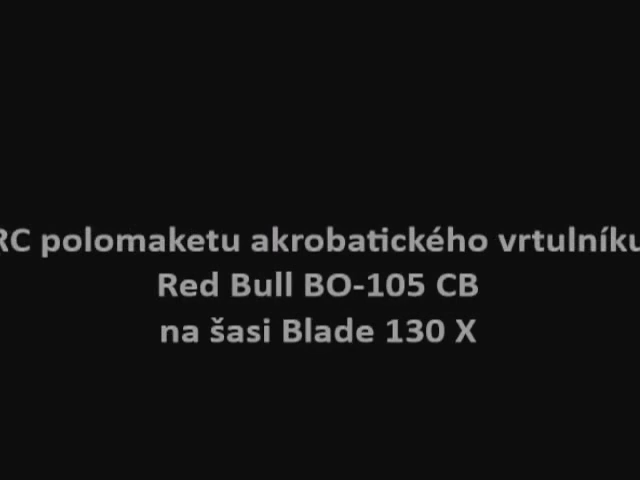 RC polomaketu akrobatického vrtulníku
Red Bull BO-105 CB
na šasi Blade 130 X